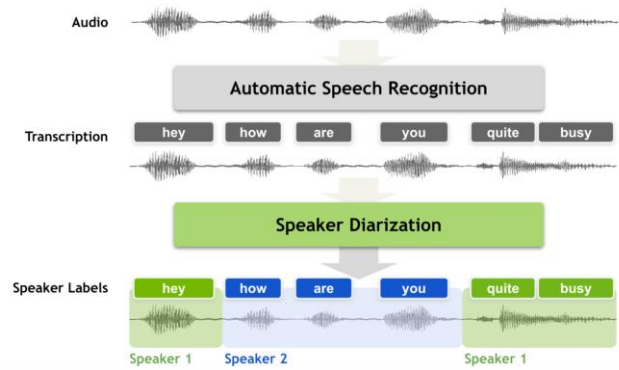 Audio
Automatic Speech Recognition
Transcription hey how are you quite busy
Speaker Diarization
Speaker Labels hey how are you quite busy
Speaker 1 Speaker 2 Speaker 1